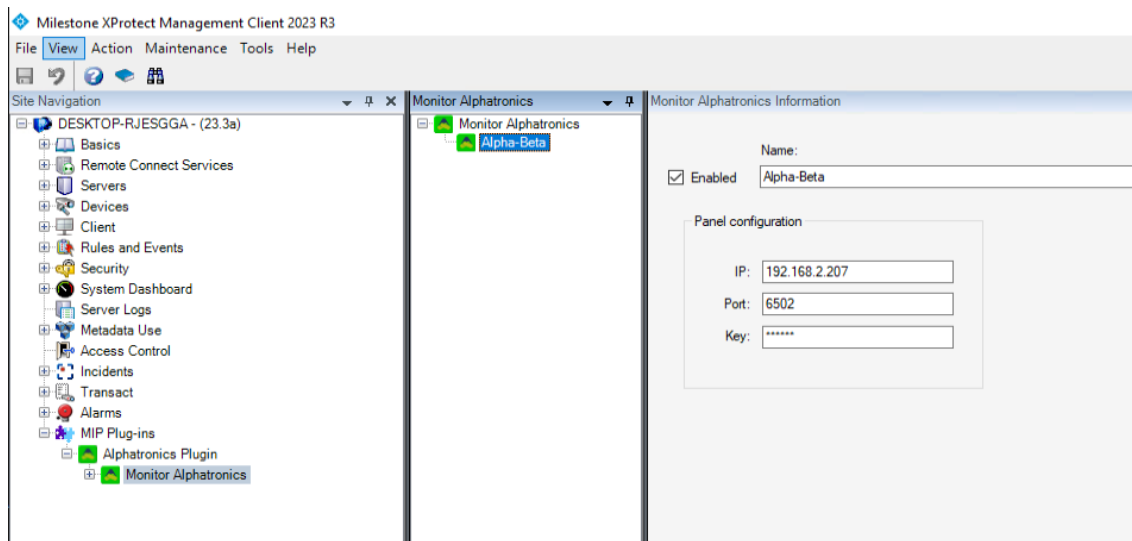 Milestone XProtect Management Client 2023 R3
File View Action Maintenance Tools Help
Site Navigation
DESKTOP-RJESGGA - (23.3a)
Basics
Remote Connect Services
Servers
Devices
Client
Rules and Events
Security
System Dashboard
Server Logs
Metadata Use
Access Control
Incidents
Transact
Alarms
MIP Plug-ins
Alphatronics Plugin
Monitor Alphatronics
Monitor Alphatronics
Monitor Alphatronics
Alpha-Beta
Monitor Alphatronics Information
Name:
Enabled Alpha-Beta
Panel configuration
IP: 192.168.2.207
Port: 6502
Key: ******